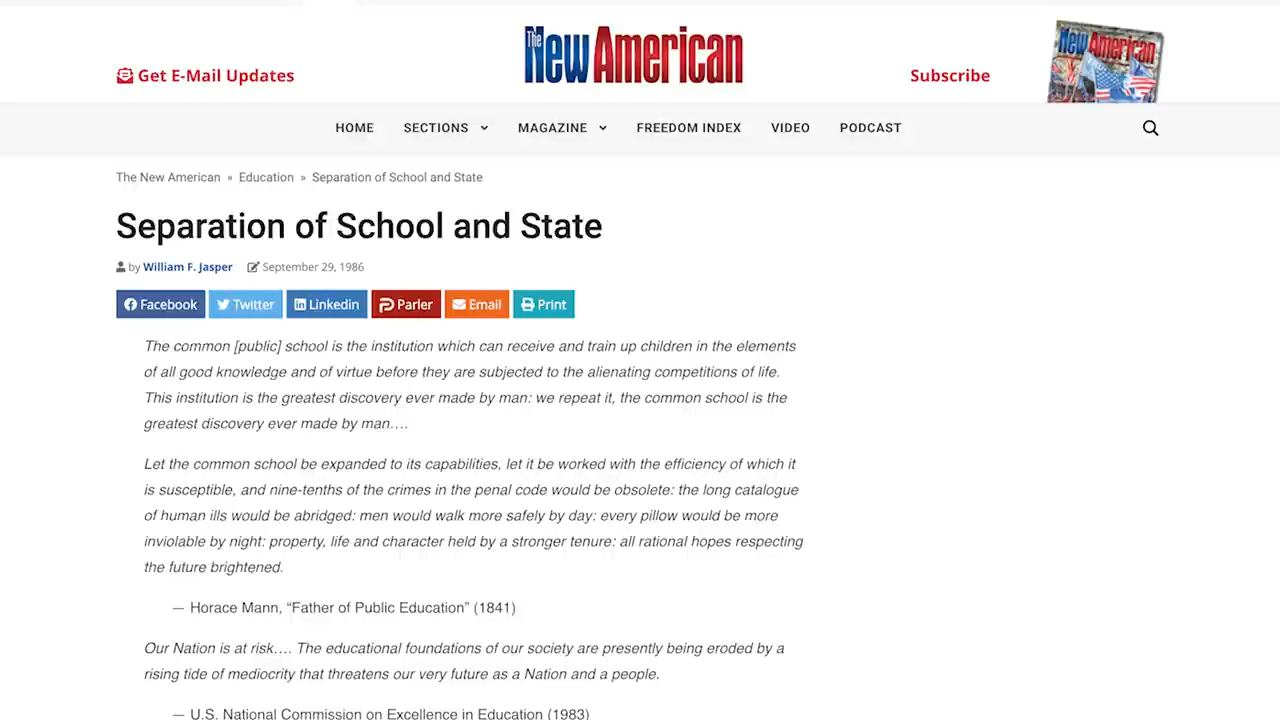 Get E-Mail Updates
The New American
Subscribe
New American
HOME SECTIONS MAGAZINE FREEDOM INDEX VIDEO PODCAST
The New American » Education » Separation of School and State
Separation of School and State
by William F. Jasper September 29, 1986
Facebook Twitter Linkedin Parler Email Print
The common [public] school is the institution which can receive and train up children in the elements
of all good knowledge and of virtue before they are subjected to the alienating competitions of life.
This institution is the greatest discovery ever made by man: we repeat it, the common school is the
greatest discovery ever made by man….
Let the common school be expanded to its capabilities, let it be worked with the efficiency of which it
is susceptible, and nine-tenths of the crimes in the penal code would be obsolete: the long catalogue
of human ills would be abridged: men would walk more safely by day: every pillow would be more
inviolable by night: property, life and character held by a stronger tenure: all rational hopes respecting
the future brightened.
— Horace Mann, “Father of Public Education” (1841)
Our Nation is at risk…. The educational foundations of our society are presently being eroded by a
rising tide of mediocrity that threatens our very future as a Nation and a people.
— U.S. National Commission on Excellence in Education (1983)